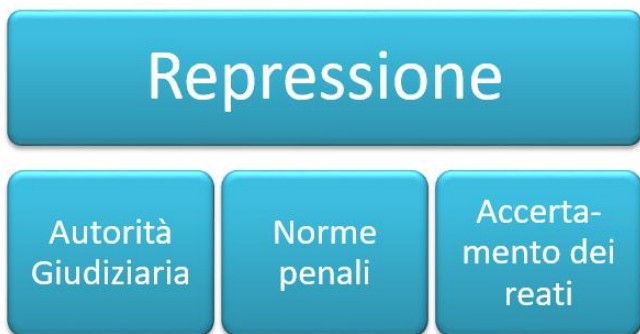 Repressione
Autorità
Giudiziaria
Norme
penali
Accerta-
mento dei
reati